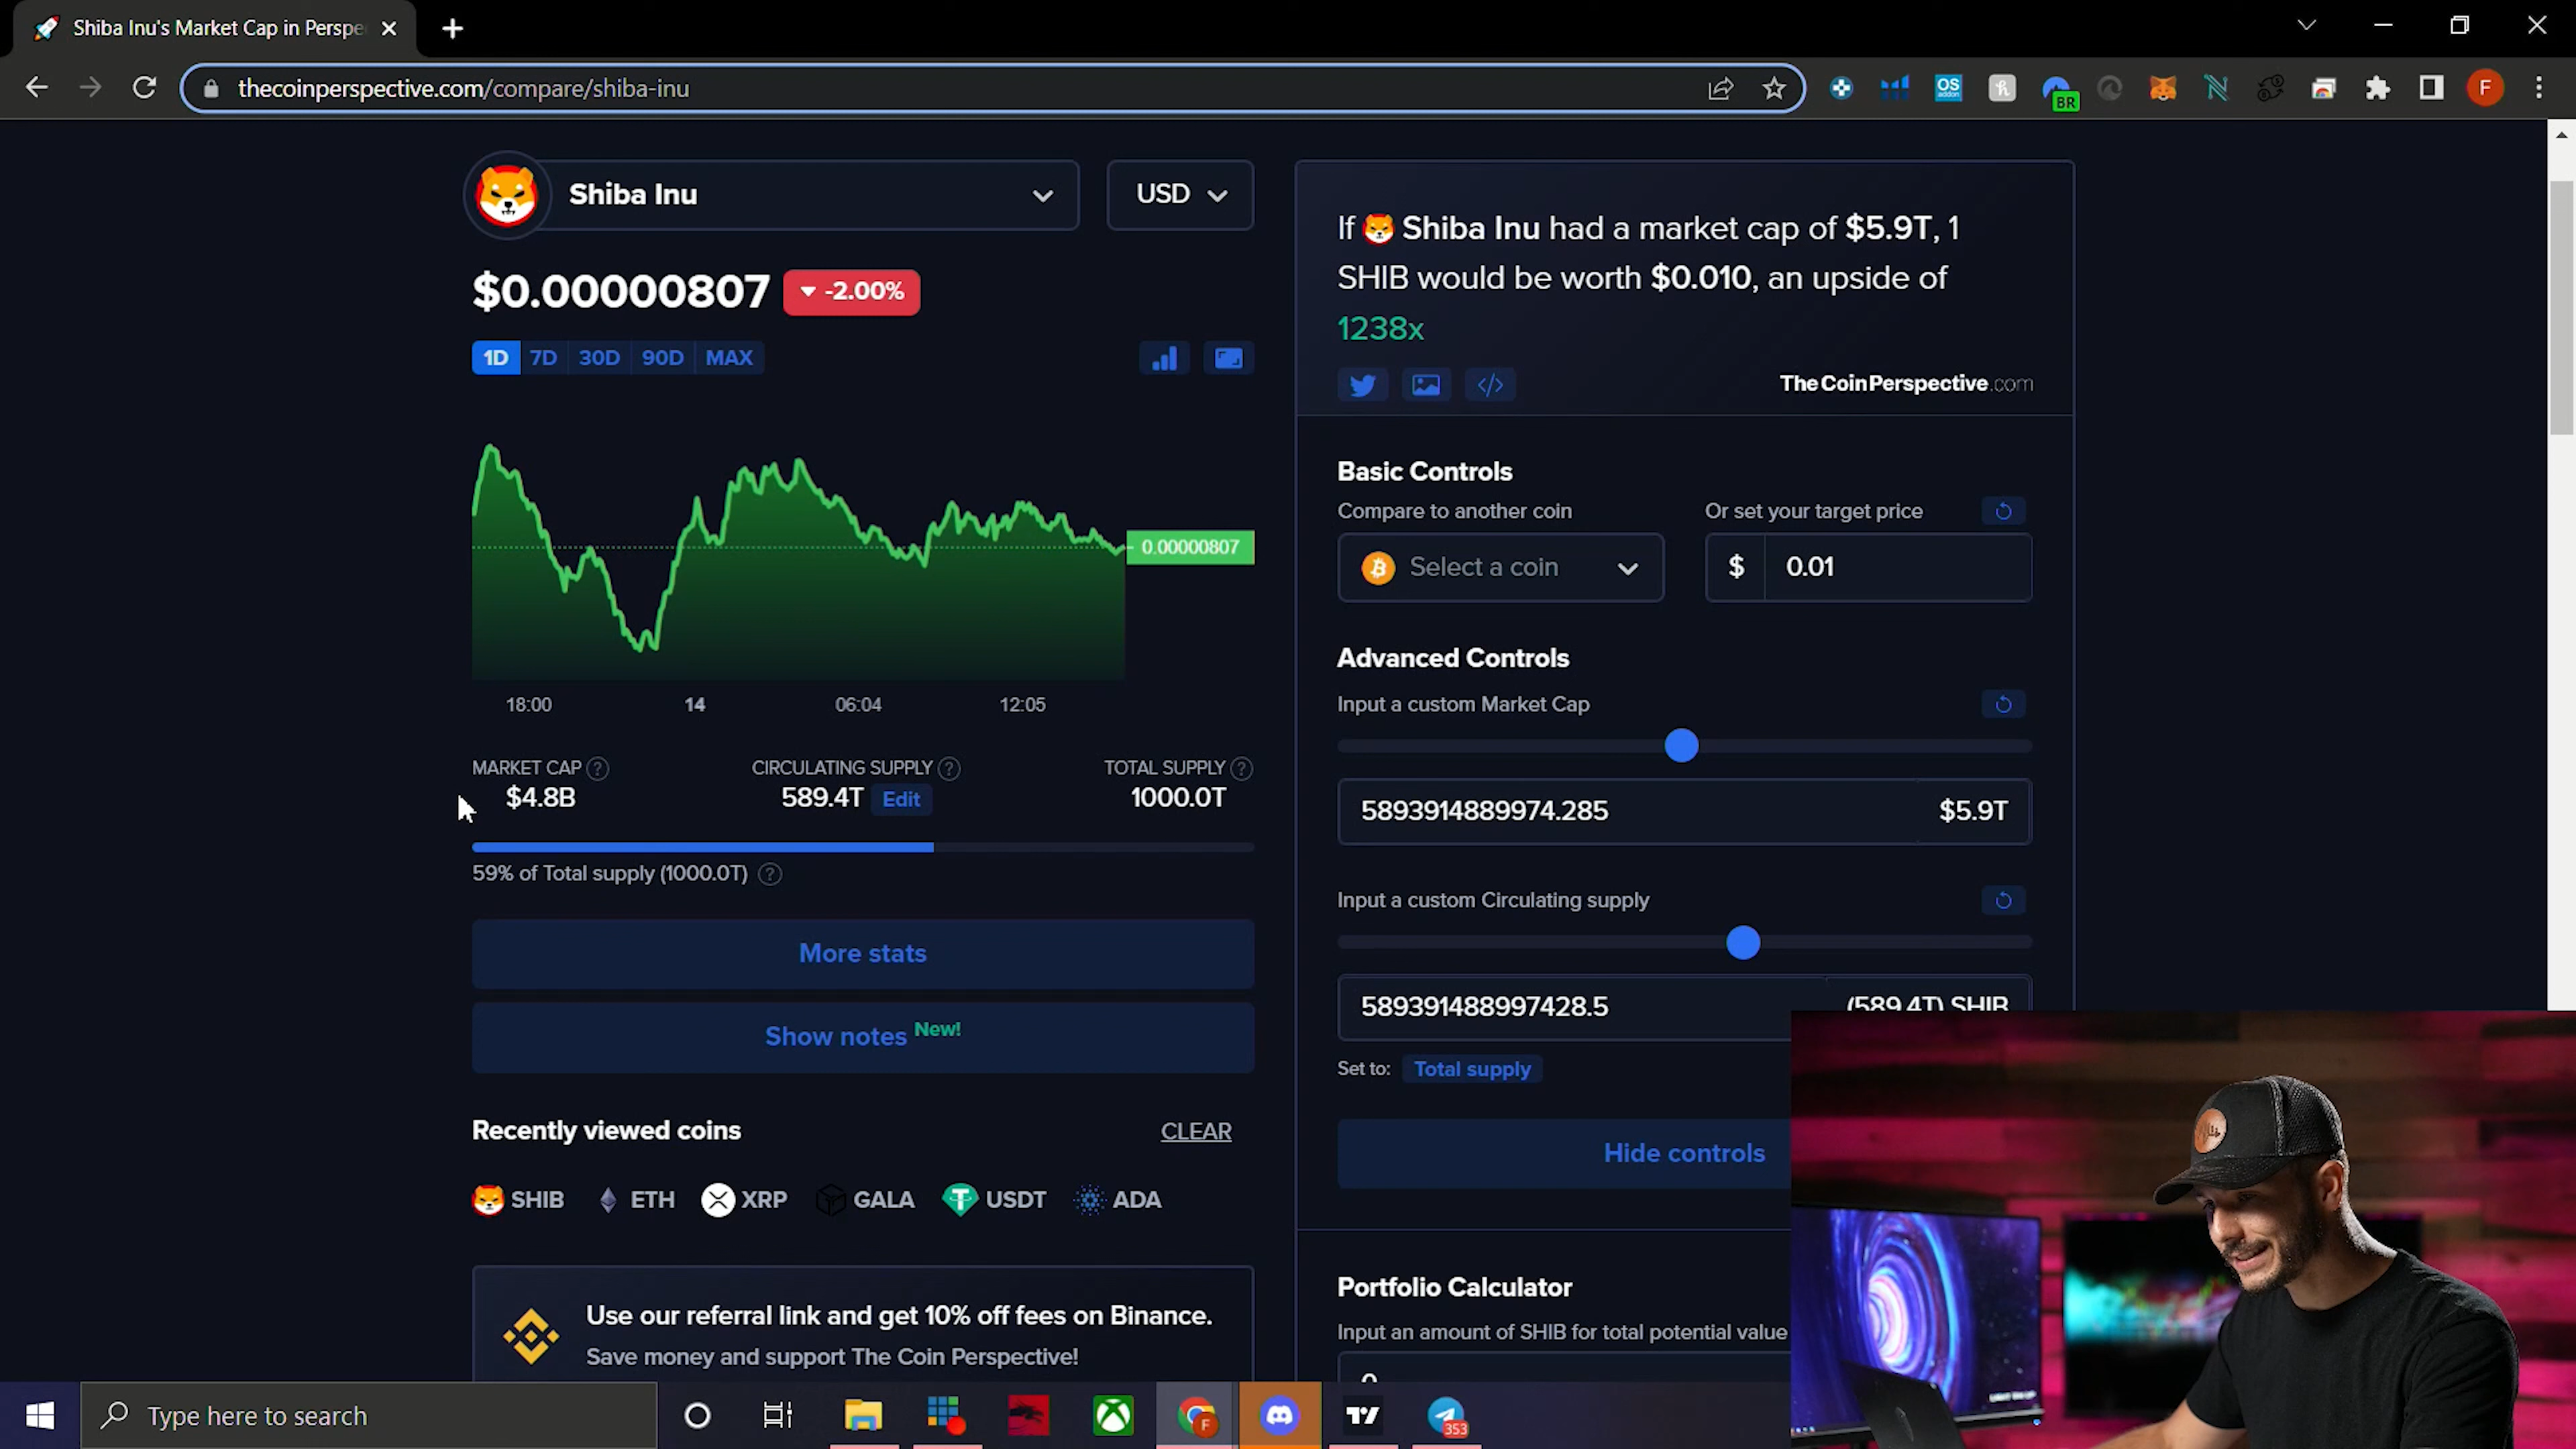 Shiba Inu's Market Cap in Perspe
thecoinperspective.com/compare/shiba-inu
OS
addon
BR
F
Shiba Inu
USD
$0.00000807
-2.00%
1D 7D 30D 90D MAX
0.00000807
18:00 14 06:04 12:05
MARKET CAP
$4.8B
CIRCULATING SUPPLY
589.4T Edit
TOTAL SUPPLY
1000.0T
59% of Total supply (1000.0T)
More stats
Show notes New!
Recently viewed coins
CLEAR
SHIB ETH XRP GALA USDT ADA
Use our referral link and get 10% off fees on Binance.
Save money and support The Coin Perspective!
If Shiba Inu had a market cap of $5.9T, 1
SHIB would be worth $0.010, an upside of
1238x
TheCoinPerspective.com
Basic Controls
Compare to another coin
Select a coin
Or set your target price
$ 0.01
Advanced Controls
Input a custom Market Cap
5893914889974.285 $5.9T
Input a custom Circulating supply
589391488997428.5 (589.4T) SHIB
Set to: Total supply
Hide controls
Portfolio Calculator
Input an amount of SHIB for total potential value
0
Type here to search
F
353